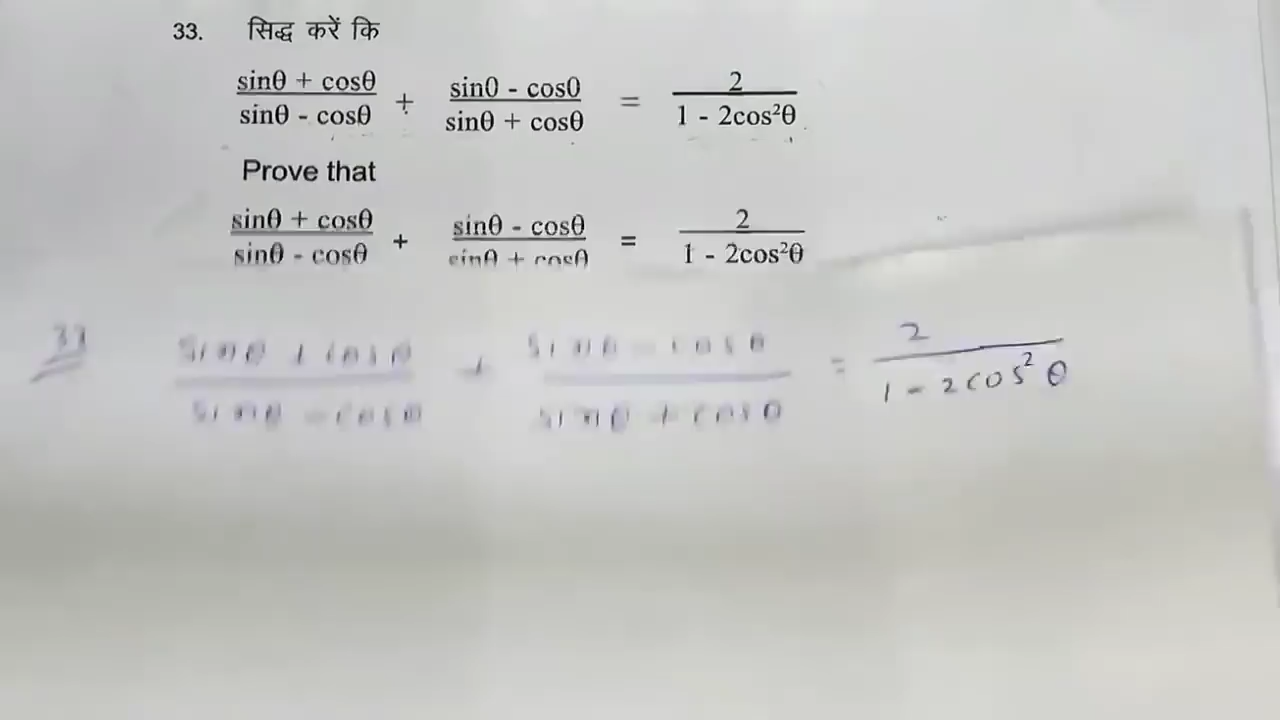 33. सिद्ध करें कि
sinθ + cosθ / sinθ - cosθ + sinθ - cosθ / sinθ + cosθ = 2 / 1 - 2cos²θ
Prove that
sinθ + cosθ / sinθ - cosθ + sinθ - cosθ / sinθ + cosθ = 2 / 1 - 2cos²θ
33 sinθ + cosθ / sinθ - cosθ + sinθ - cosθ / sinθ + cosθ = 2 / 1 - 2cos²θ